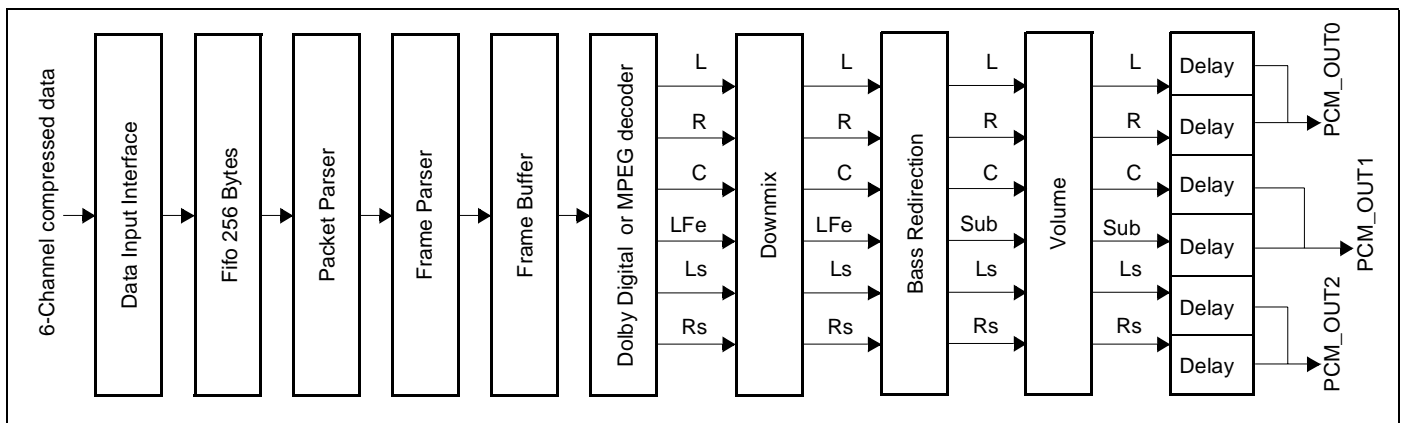 6-Channel compressed data
Data Input Interface
Fifo 256 Bytes
Packet Parser
Frame Parser
Frame Buffer
Dolby Digital or MPEG decoder
L
R
C
LFe
Ls
Rs
Downmix
L
R
C
LFe
Ls
Rs
Bass Redirection
L
R
C
Sub
Ls
Rs
Volume
L
R
C
Sub
Ls
Rs
Delay
Delay
Delay
Delay
Delay
Delay
PCM_OUT0
PCM_OUT1
PCM_OUT2